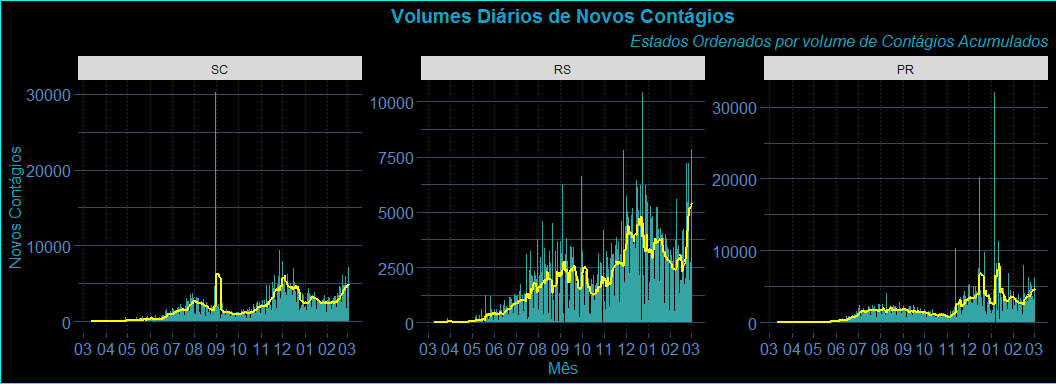 Volumes Diários de Novos Contágios
Estados Ordenados por volume de Contágios Acumulados
SC
RS
PR
Novos Contágios
30000
20000
10000
0
10000
7500
5000
2500
0
30000
20000
10000
0
03 04 05 06 07 08 09 10 11 12 01 02 03
03 04 05 06 07 08 09 10 11 12 01 02 03
03 04 05 06 07 08 09 10 11 12 01 02 03
Mês